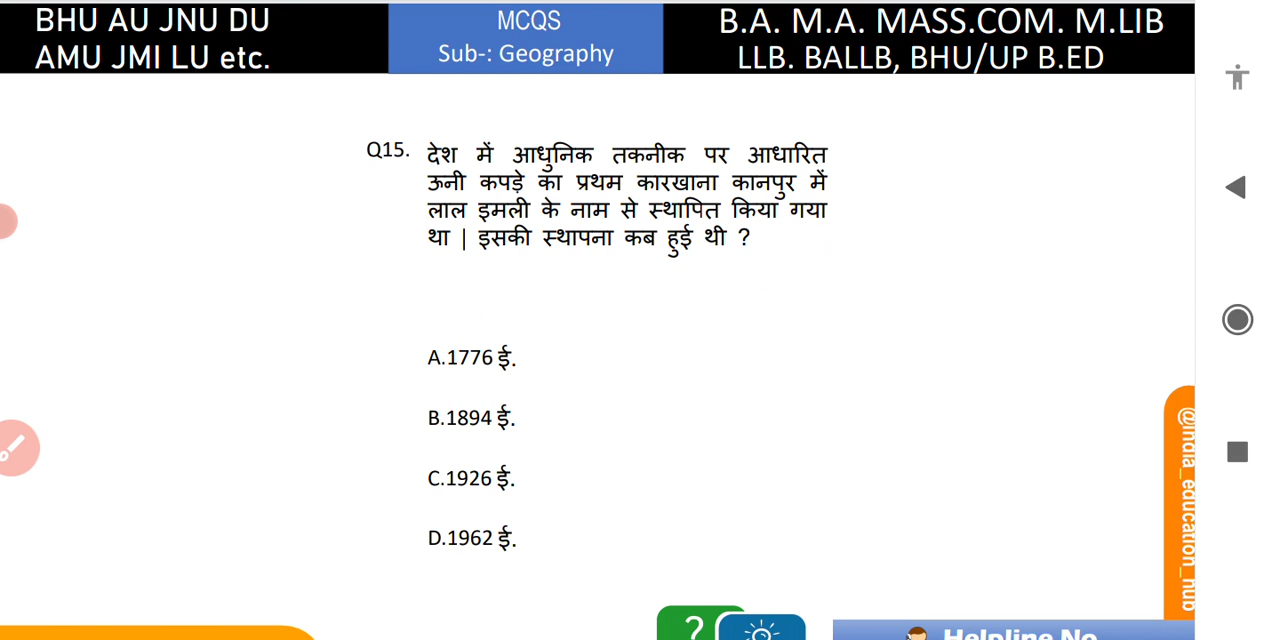 BHU AU JNU DU
AMU JMI LU etc.
MCQS
Sub-: Geography
B.A. M.A. MASS.COM. M.LIB
LLB. BALLB, BHU/UP B.ED
Q15. देश में आधुनिक तकनीक पर आधारित
ऊनी कपड़े का प्रथम कारखाना कानपुर में
लाल इमली के नाम से स्थापित किया गया
था | इसकी स्थापना कब हुई थी ?
A.1776 ई.
B.1894 ई.
C.1926 ई.
D.1962 ई.
@india_education_hub
?
Helpline No